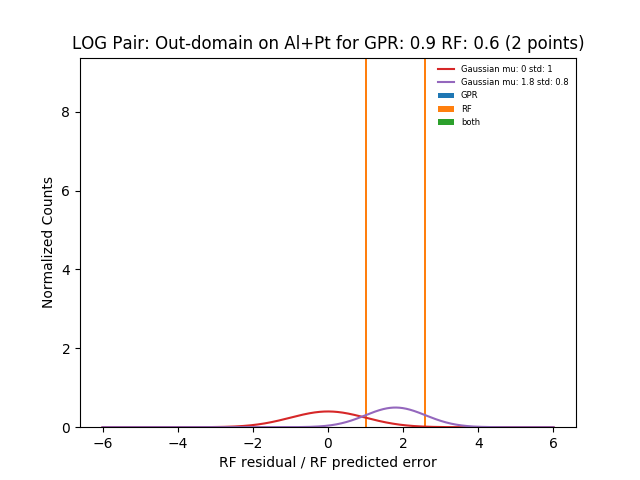 LOG Pair: Out-domain on Al+Pt for GPR: 0.9 RF: 0.6 (2 points)
Gaussian mu: 0 std: 1
Gaussian mu: 1.8 std: 0.8
GPR
RF
both
Normalized Counts
8
6
4
2
0
−6 −4 −2 0 2 4 6
RF residual / RF predicted error